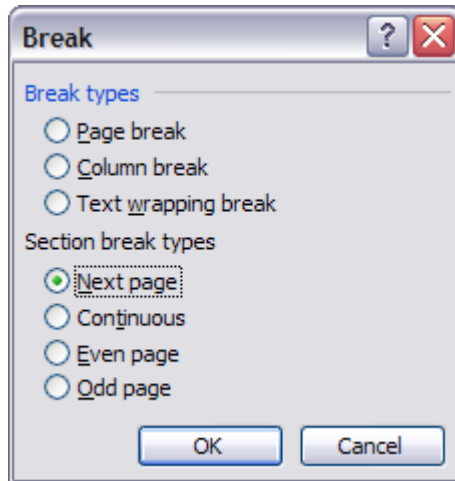 Break
?
Break types
Page break
Column break
Text wrapping break
Section break types
Next page
Continuous
Even page
Odd page
OK Cancel